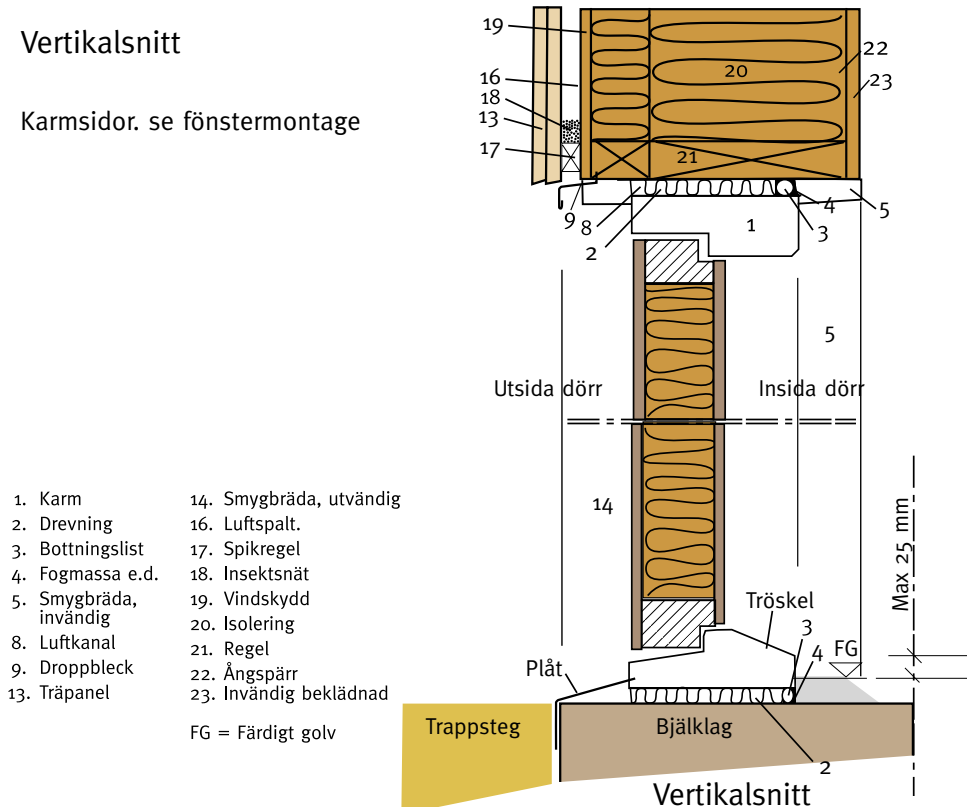 Vertikalsnitt
Karmsidor. se fönstermontage
19
16
18
13
17
9
8
2
20
21
22
23
1
4
3
5
5
Utsida dörr
Insida dörr
14
1. Karm
2. Drevning
3. Bottningslist
4. Fogmassa e.d.
5. Smygbräda,
invändig
8. Luftkanal
9. Droppbleck
13. Träpanel
14. Smygbräda, utvändig
16. Luftspalt.
17. Spikregel
18. Insektsnät
19. Vindskydd
20. Isolering
21. Regel
22. Ångspärr
23. Invändig beklädnad
FG = Färdigt golv
Max 25 mm
Tröskel
3
4
FG
Plåt
Trappsteg
Bjälklag
2
Vertikalsnitt